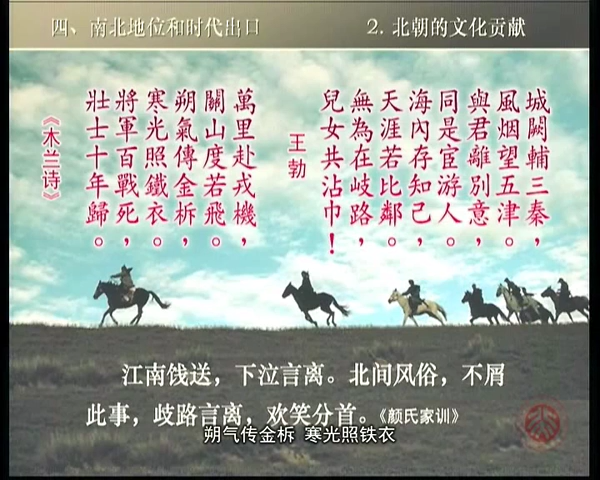 四、南北地位和时代出口
2. 北朝的文化贡献
城闕輔三秦，
風烟望五津。
與君離別意，
同是宦游人。
海內存知己，
天涯若比鄰。
無為在岐路，
兒女共沾巾！
王勃
萬里赴戎機，
關山度若飛。
朔氣傳金柝，
寒光照鐵衣。
將軍百戰死，
壯士十年歸。
《木兰诗》
江南饯送，下泣言离。北间风俗，不屑
此事，歧路言离，欢笑分首。《颜氏家训》
朔气传金柝 寒光照铁衣